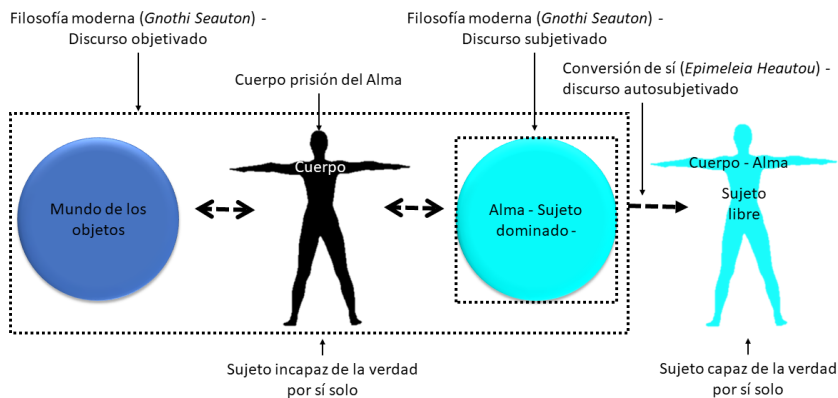 Filosofía moderna (Gnothi Seauton) -
Discurso objetivado
Filosofía moderna (Gnothi Seauton) -
Discurso subjetivado
Conversión de sí (Epimeleia Heautou) -
discurso autosubjetivado
Cuerpo prisión del Alma
Mundo de los
objetos
Cuerpo
Alma - Sujeto
dominado -
Cuerpo - Alma
Sujeto
libre
Sujeto incapaz de la verdad
por sí solo
Sujeto capaz de la verdad
por sí solo